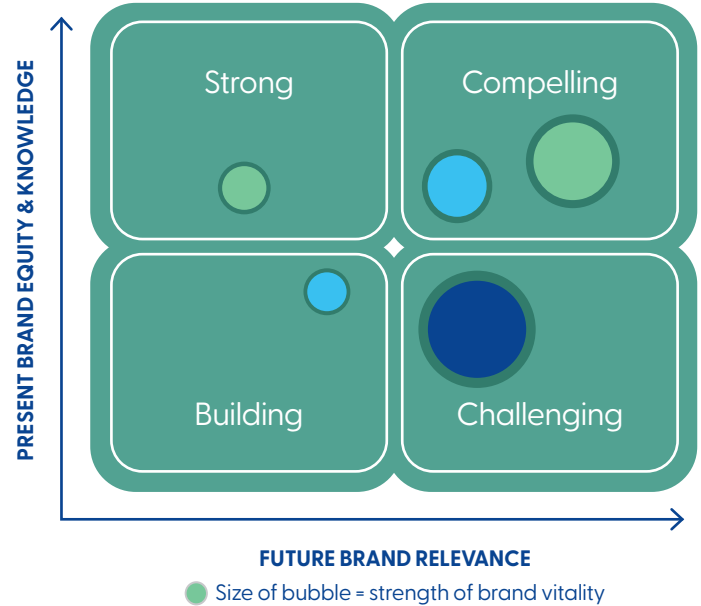 PRESENT BRAND EQUITY & KNOWLEDGE
Strong
Compelling
Building
Challenging
FUTURE BRAND RELEVANCE
Size of bubble = strength of brand vitality